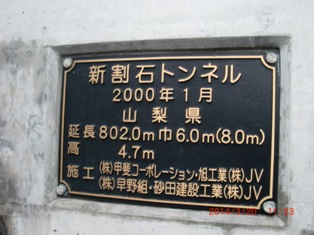 新割石トンネル
2000年1月
山梨県
延長802.0m巾6.0m(8.0m)
高 4.7m
施工 (株)甲斐コーポレーション・旭工業(株)JV
(株)早野組・砂田建設工業(株)JV